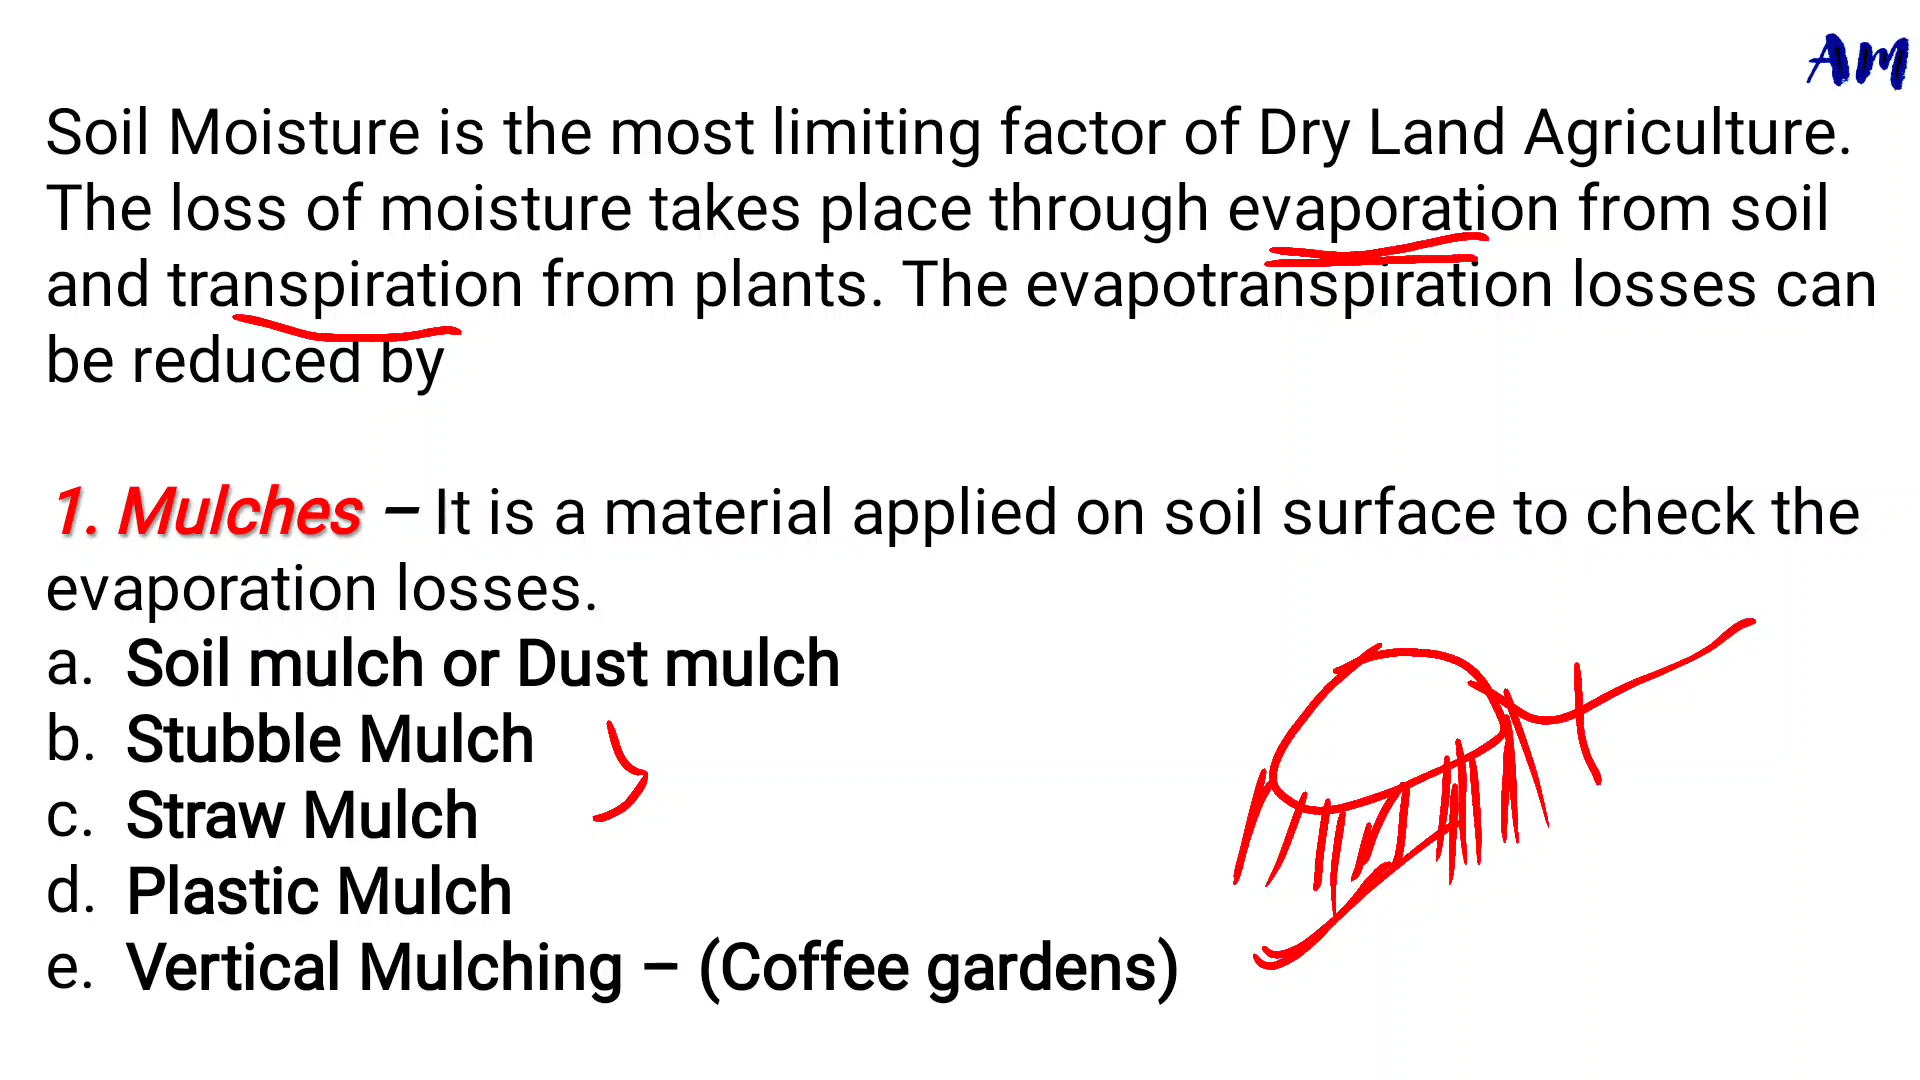 AM
Soil Moisture is the most limiting factor of Dry Land Agriculture.
The loss of moisture takes place through evaporation from soil
and transpiration from plants. The evapotranspiration losses can
be reduced by
1. Mulches – It is a material applied on soil surface to check the
evaporation losses.
a. Soil mulch or Dust mulch
b. Stubble Mulch
c. Straw Mulch
d. Plastic Mulch
e. Vertical Mulching – (Coffee gardens)